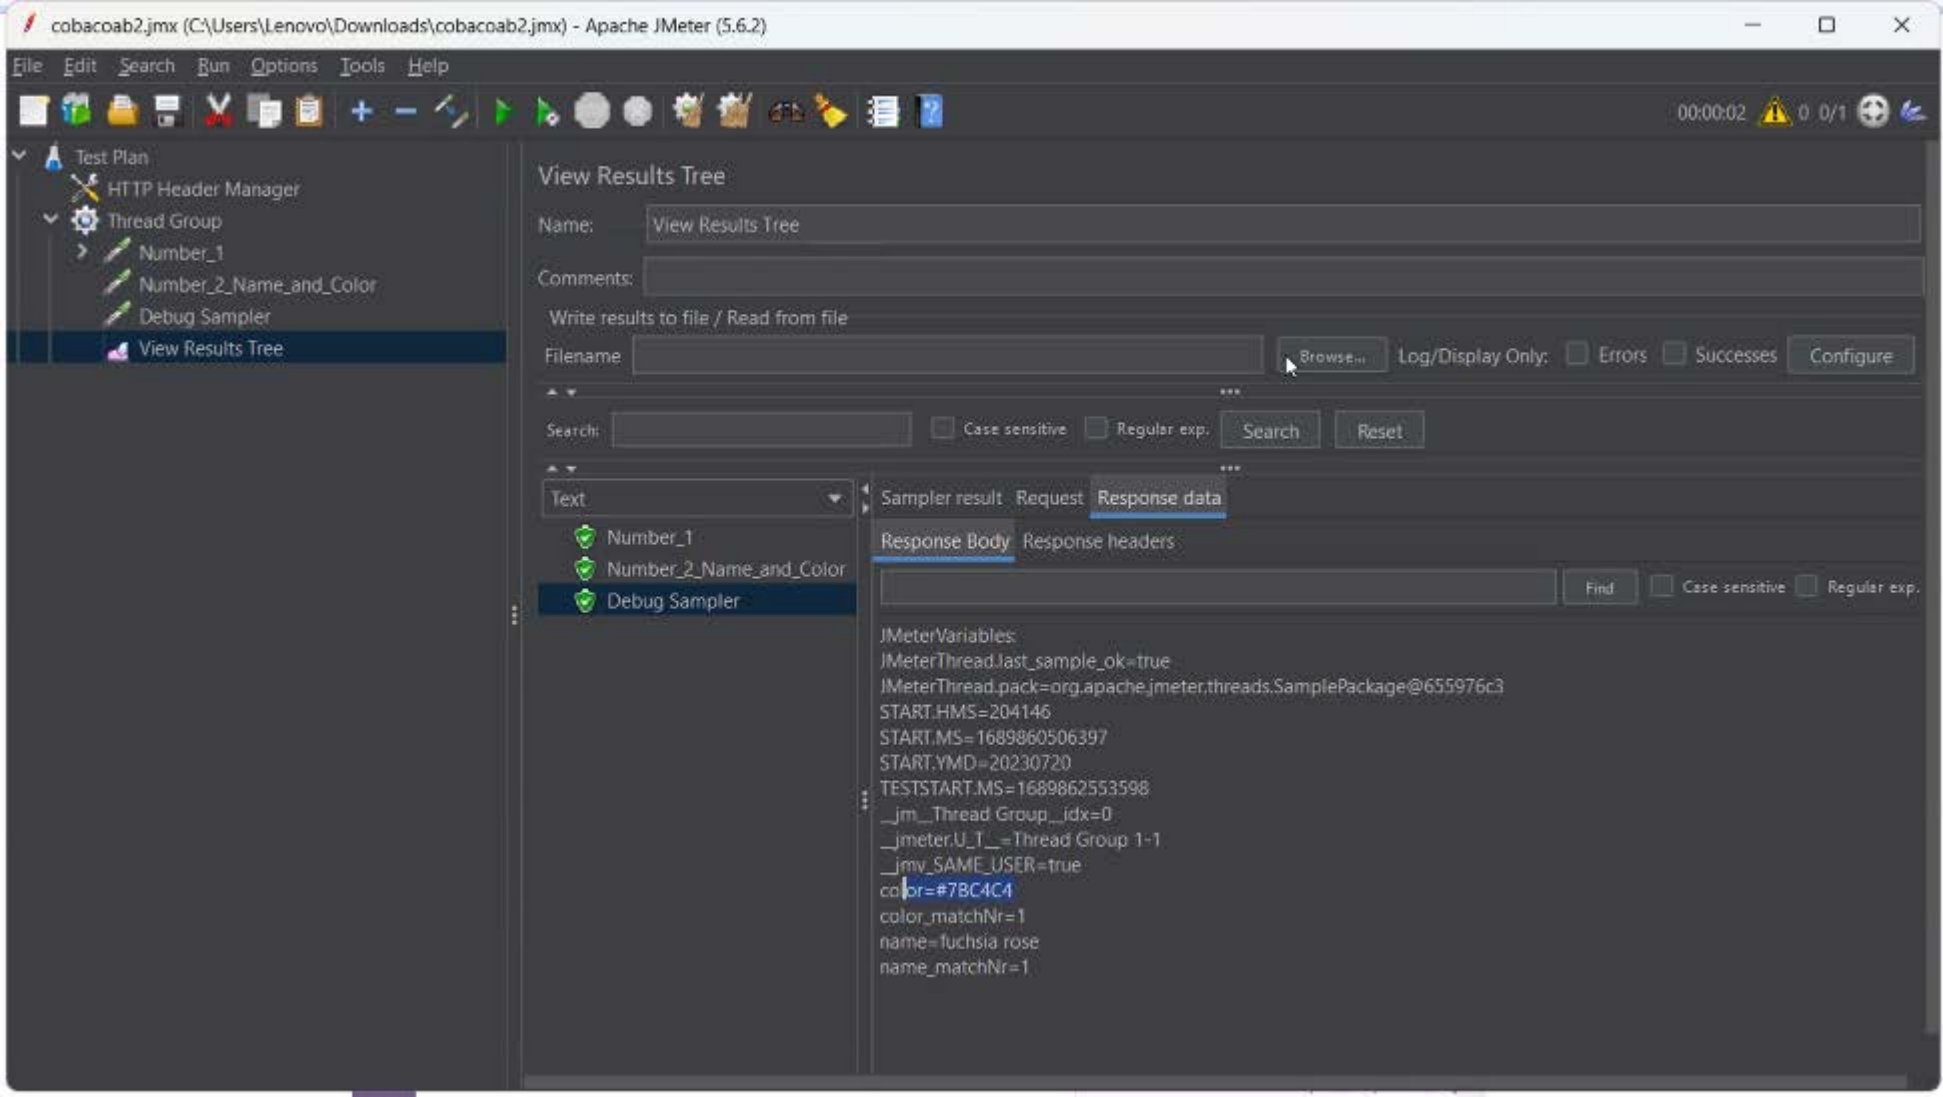 cobacoab2.jmx (C:\Users\Lenovo\Downloads\cobacoab2.jmx) - Apache JMeter (5.6.2)
File Edit Search Run Options Tools Help
00:00:02 0 0/1
Test Plan
HTTP Header Manager
Thread Group
Number_1
Number_2_Name_and_Color
Debug Sampler
View Results Tree
View Results Tree
Name: View Results Tree
Comments:
Write results to file / Read from file
Filename Browse... Log/Display Only: Errors Successes Configure
Search: Case sensitive Regular exp. Search Reset
Text
Number_1
Number_2_Name_and_Color
Debug Sampler
Sampler result Request Response data
Response Body Response headers
Find Case sensitive Regular exp.
JMeterVariables:
JMeterThread.last_sample_ok=true
JMeterThread.pack=org.apache.jmeter.threads.SamplePackage@655976c3
START.HMS=204146
START.MS=1689860506397
START.YMD=20230720
TESTSTART.MS=1689862553598
__jm__Thread Group__idx=0
__jmeter.U_T__=Thread Group 1-1
__jmv_SAME_USER=true
color=#7BC4C4
color_matchNr=1
name=fuchsia rose
name_matchNr=1